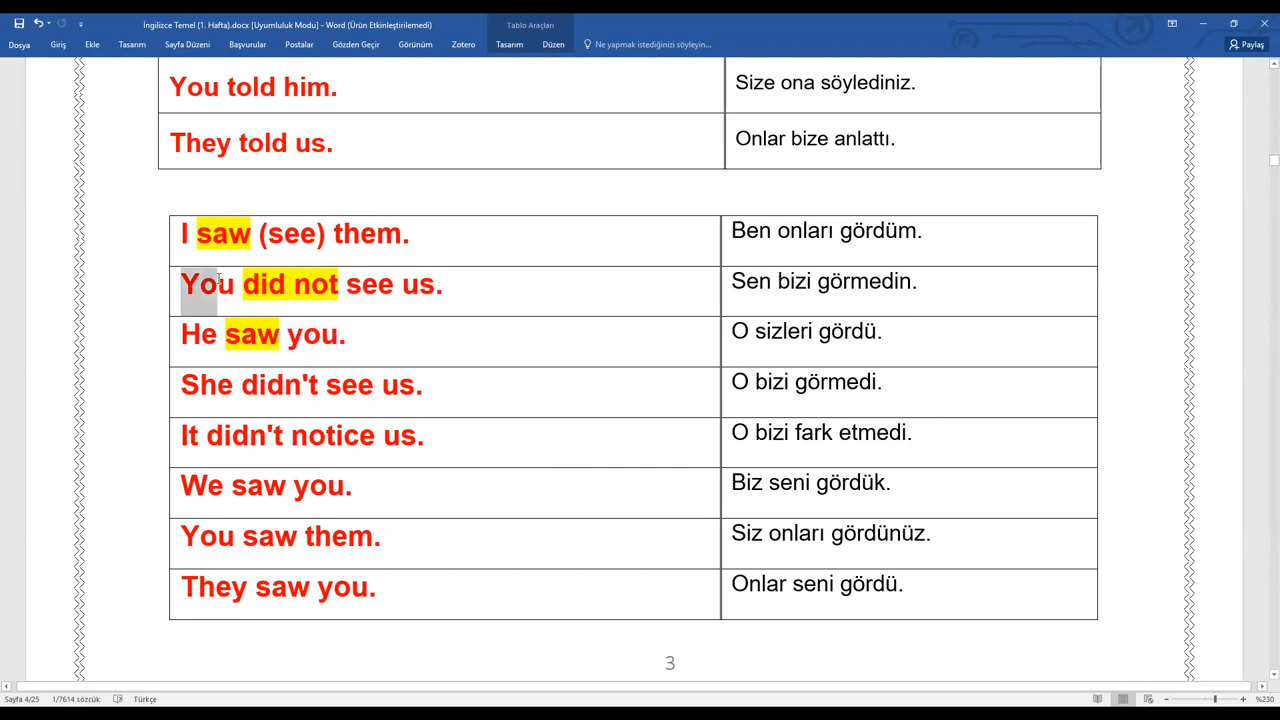 İngilizce Temel (1. Hafta).docx [Uyumluluk Modu] - Word (Ürün Etkinleştirilemedi)
Tablo Araçları
Dosya Giriş Ekle Tasarım Sayfa Düzeni Başvurular Postalar Gözden Geçir Görünüm Zotero Tasarım Düzen Ne yapmak istediğinizi söyleyin... Paylaş
You told him. Size ona söylediniz.
They told us. Onlar bize anlattı.
I saw (see) them. Ben onları gördüm.
You did not see us. Sen bizi görmedin.
He saw you. O sizleri gördü.
She didn't see us. O bizi görmedi.
It didn't notice us. O bizi fark etmedi.
We saw you. Biz seni gördük.
You saw them. Siz onları gördünüz.
They saw you. Onlar seni gördü.
3
Sayfa 4/25 1/7614 sözcük Türkçe %230